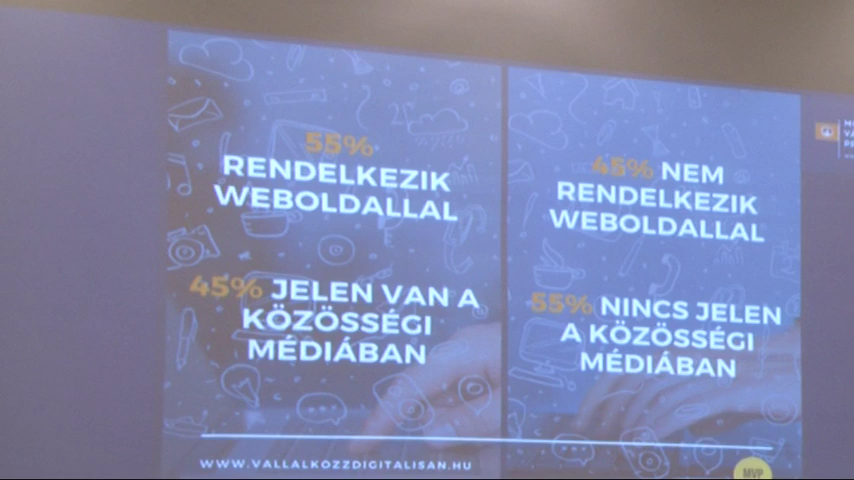 55%
RENDELKEZIK
WEBOLDALLAL
45% JELEN VAN A
KÖZÖSSÉGI
MÉDIÁBAN
45% NEM
RENDELKEZIK
WEBOLDALLAL
55% NINCS JELEN
A KÖZÖSSÉGI
MÉDIÁBAN
WWW.VALLALKOZZDIGITALISAN.HU
MVP